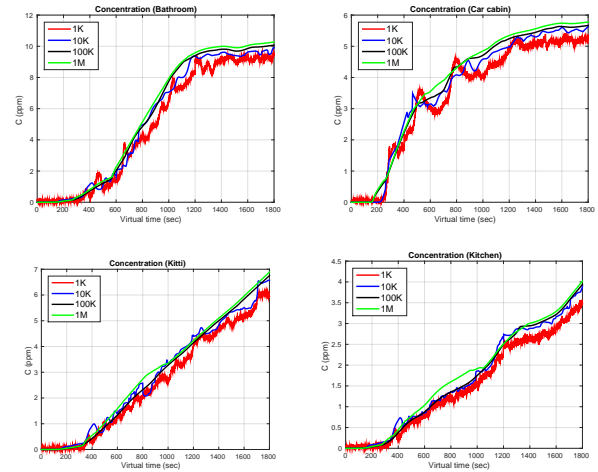 Concentration (Bathroom)
12
10
8
6
4
2
0
C (ppm)
1K
10K
100K
1M
0 200 400 600 800 1000 1200 1400 1600 1800
Virtual time (sec)
Concentration (Car cabin)
6
5
4
3
2
1
0
C (ppm)
1K
10K
100K
1M
0 200 400 600 800 1000 1200 1400 1600 1800
Virtual time (sec)
Concentration (Kitti)
7
6
5
4
3
2
1
0
C (ppm)
1K
10K
100K
1M
0 200 400 600 800 1000 1200 1400 1600 1800
Virtual time (sec)
Concentration (Kitchen)
4.5
4
3.5
3
2.5
2
1.5
1
0.5
0
C (ppm)
1K
10K
100K
1M
0 200 400 600 800 1000 1200 1400 1600 1800
Virtual time (sec)